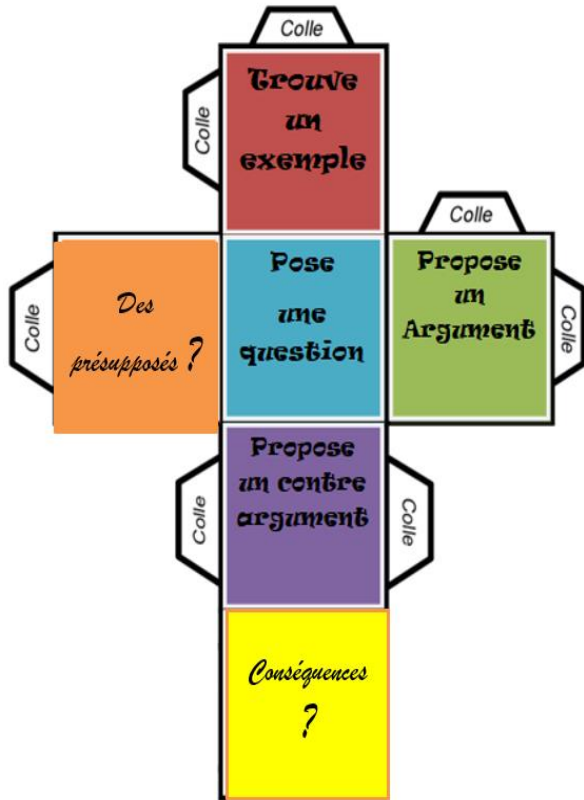 Colle
Colle
Trouve
un
exemple
Colle
Colle
Des
présupposés ?
Pose
une
question
Propose
un
Argument
Colle
Colle
Propose
un contre
argument
Colle
Conséquences
?